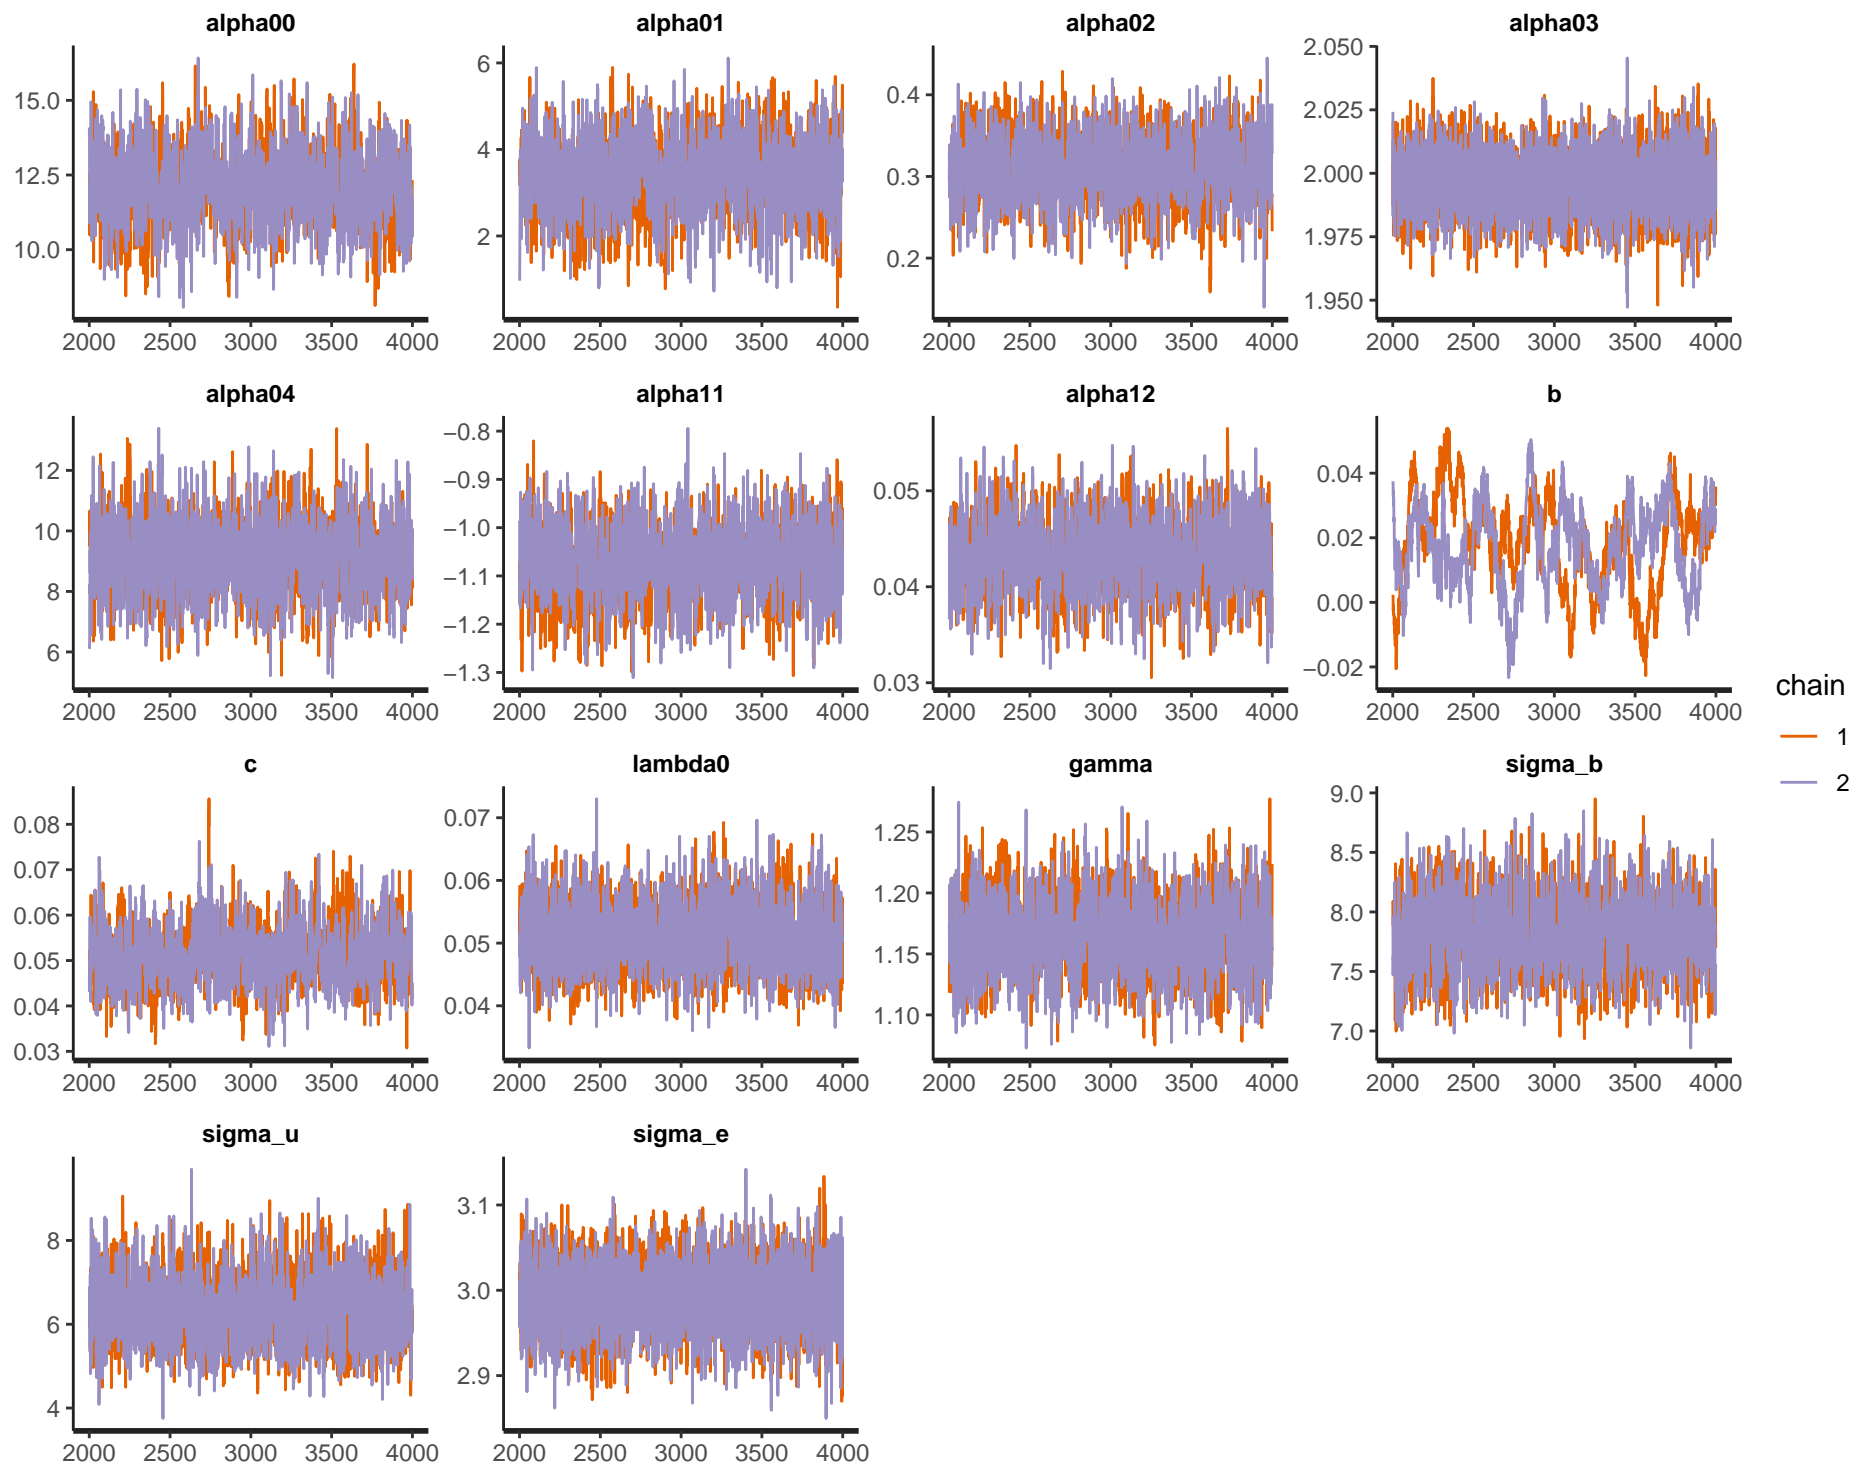 alpha00 alpha01 alpha02 alpha03
15.0 12.5 10.0
6 4 2
0.4 0.3 0.2
2.050 2.025 2.000 1.975 1.950
2000 2500 3000 3500 4000 2000 2500 3000 3500 4000 2000 2500 3000 3500 4000 2000 2500 3000 3500 4000
alpha04 alpha11 alpha12 b
12 10 8 6
−0.8 −0.9 −1.0 −1.1 −1.2 −1.3
0.05 0.04 0.03
0.04 0.02 0.00 −0.02
2000 2500 3000 3500 4000 2000 2500 3000 3500 4000 2000 2500 3000 3500 4000 2000 2500 3000 3500 4000
chain
1
2
c lambda0 gamma sigma_b
0.08 0.07 0.06 0.05 0.04 0.03
0.07 0.06 0.05 0.04
1.25 1.20 1.15 1.10
9.0 8.5 8.0 7.5 7.0
2000 2500 3000 3500 4000 2000 2500 3000 3500 4000 2000 2500 3000 3500 4000 2000 2500 3000 3500 4000
sigma_u sigma_e
8 6 4
3.1 3.0 2.9
2000 2500 3000 3500 4000 2000 2500 3000 3500 4000